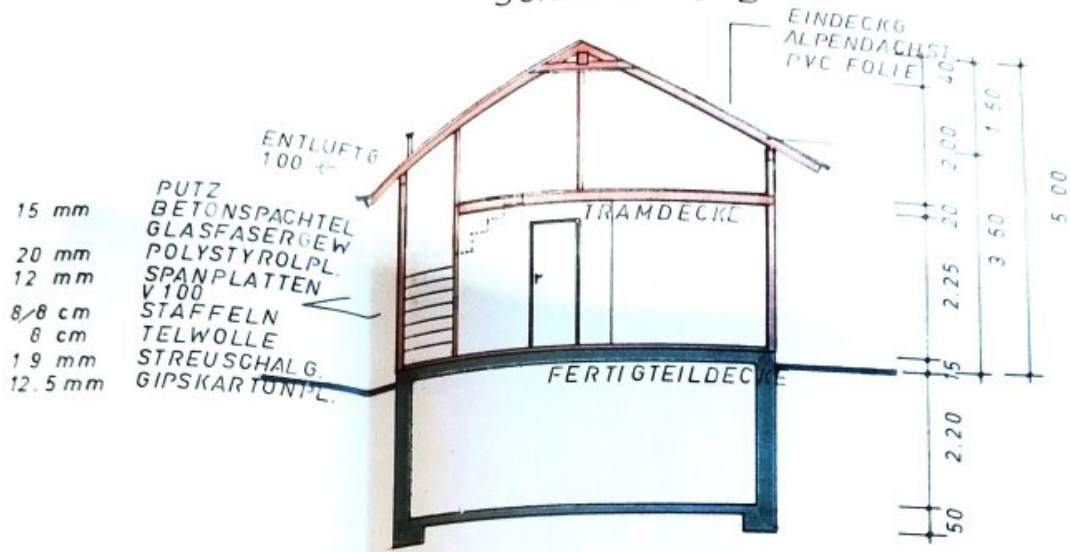 EINDECKG
ALPENDACHST.
PVC FOLIE
ENTLÜFTG
100
PUTZ
15 mm BETONSPACHTEL
GLASFASERGEW
20 mm POLYSTYROLPL.
12 mm SPANPLATTEN
V100
8/8 cm STAFFELN
8 cm TELWOLLE
19 mm STREUSCHALG.
12.5 mm GIPSKARTONPL.
TRAMDECKE
FERTIGTEILDECKE
40
2.00
20
2.25
15
2.20
50
1 50
3 50
5 00